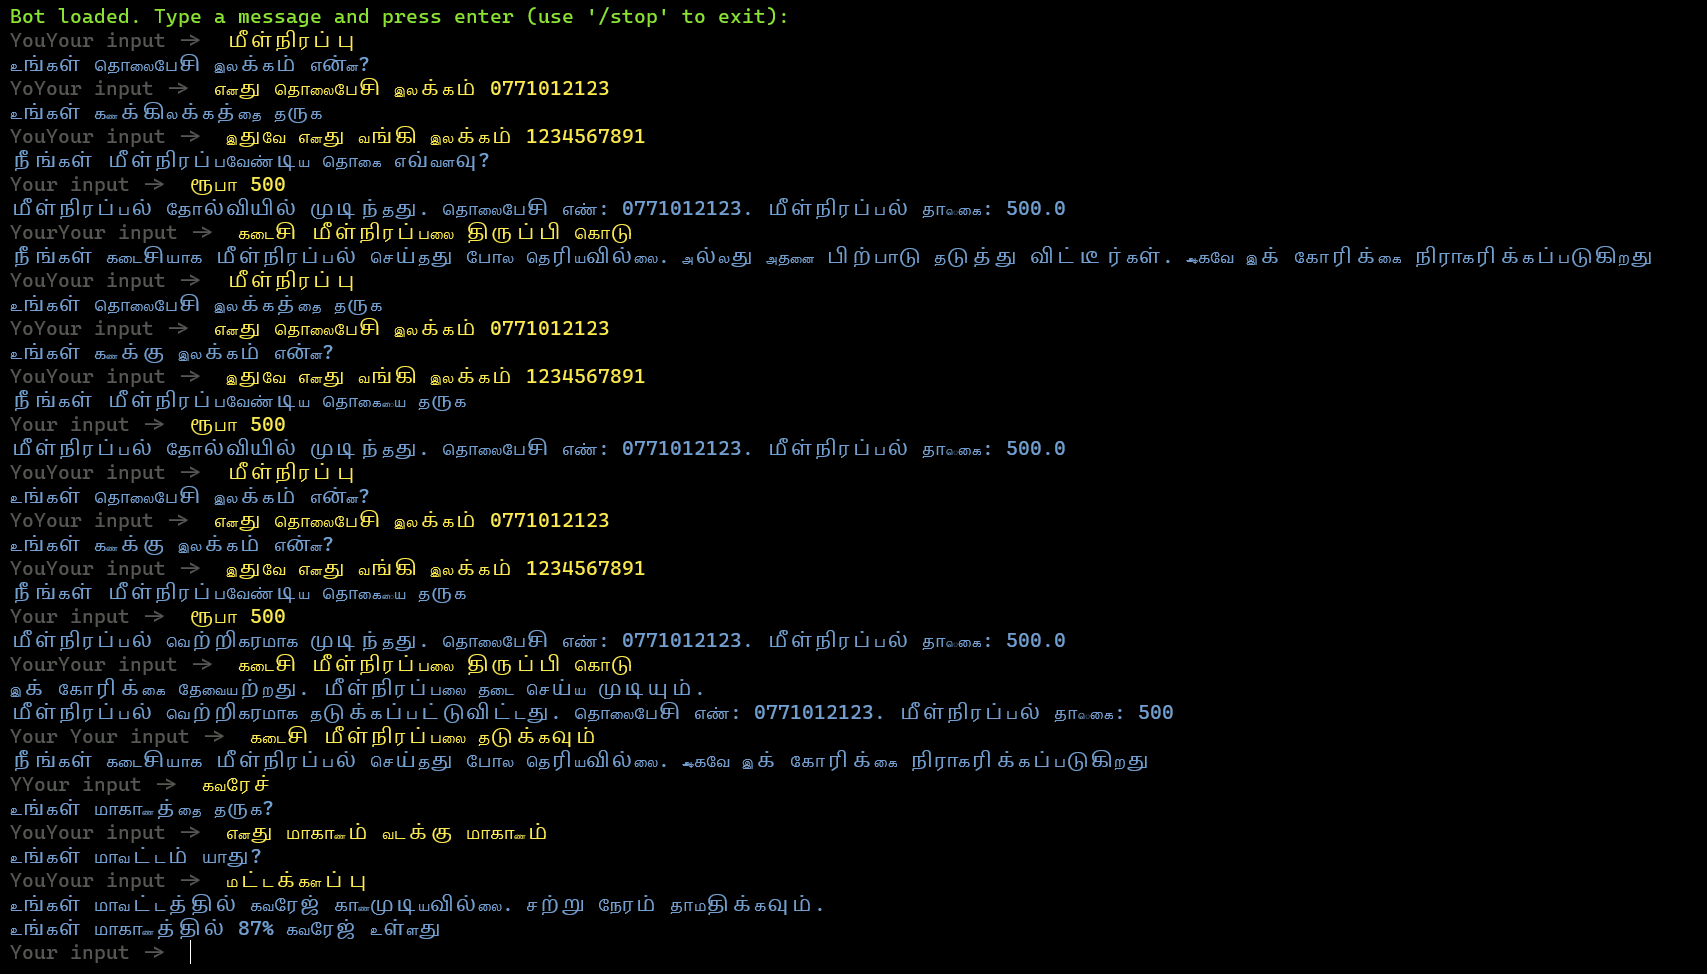 Bot loaded. Type a message and press enter (use '/stop' to exit):
YouYour input -> மீள்நிரப்பு
உங்கள் தொலைபேசி இலக்கம் என்ன?
YoYour input -> எனது தொலைபேசி இலக்கம் 0771012123
உங்கள் கணக்கிலக்கத்தை தருக
YouYour input -> இதுவே எனது வங்கி இலக்கம் 1234567891
நீங்கள் மீள்நிரப்பவேண்டிய தொகை எவ்வளவு?
Your input -> ரூபா 500
மீள்நிரப்பல் தோல்வியில் முடிந்தது. தொலைபேசி எண்: 0771012123. மீள்நிரப்பல் தாெகை: 500.0
YourYour input -> கடைசி மீள்நிரப்பலை திருப்பி கொடு
நீங்கள் கடைசியாக மீள்நிரப்பல் செய்தது போல தெரியவில்லை. அல்லது அதனை பிற்பாடு தடுத்து விட்டீர்கள். ஆகவே இக் கோரிக்கை நிராகரிக்கப்படுகிறது
YouYour input -> மீள்நிரப்பு
உங்கள் தொலைபேசி இலக்கத்தை தருக
YoYour input -> எனது தொலைபேசி இலக்கம் 0771012123
உங்கள் கணக்கு இலக்கம் என்ன?
YouYour input -> இதுவே எனது வங்கி இலக்கம் 1234567891
நீங்கள் மீள்நிரப்பவேண்டிய தொகைையை தருக
Your input -> ரூபா 500
மீள்நிரப்பல் தோல்வியில் முடிந்தது. தொலைபேசி எண்: 0771012123. மீள்நிரப்பல் தாெகை: 500.0
YouYour input -> மீள்நிரப்பு
உங்கள் தொலைபேசி இலக்கம் என்ன?
YoYour input -> எனது தொலைபேசி இலக்கம் 0771012123
உங்கள் கணக்கு இலக்கம் என்ன?
YouYour input -> இதுவே எனது வங்கி இலக்கம் 1234567891
நீங்கள் மீள்நிரப்பவேண்டிய தொகைைய தருக
Your input -> ரூபா 500
மீள்நிரப்பல் வெற்றிகரமாக முடிந்தது. தொலைபேசி எண்: 0771012123. மீள்நிரப்பல் தாெகை: 500.0
YourYour input -> கடைசி மீள்நிரப்பலை திருப்பி கொடு
இக் கோரிக்கை தேவையற்றது. மீள்நிரப்பலை தடை செய்ய முடியும்.
மீள்நிரப்பல் வெற்றிகரமாக தடுக்கப்பட்டுவிட்டது. தொலைபேசி எண்: 0771012123. மீள்நிரப்பல் தாெகை: 500
Your Your input -> கடைசி மீள்நிரப்பலை தடுக்கவும்
நீங்கள் கடைசியாக மீள்நிரப்பல் செய்தது போல தெரியவில்லை. ஆகவே இக் கோரிக்கை நிராகரிக்கப்படுகிறது
YYour input -> கவரேச்
உங்கள் மாகாணத்தை தருக?
YouYour input -> எனது மாகாணம் வடக்கு மாகாணம்
உங்கள் மாவட்டம் யாது?
YouYour input -> மட்டக்களப்பு
உங்கள் மாவட்டத்தில் கவரேஜ் காணமுடியவில்லை. சற்று நேரம் தாமதிக்கவும்.
உங்கள் மாகாணத்தில் 87% கவரேஜ் உள்ளது
Your input ->